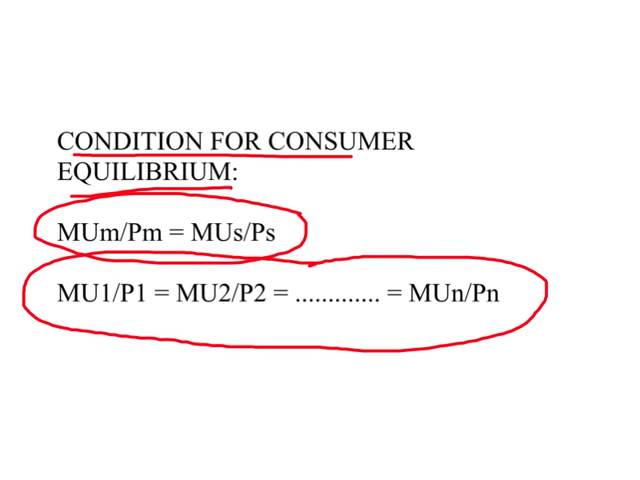 CONDITION FOR CONSUMER
EQUILIBRIUM:
MUm/Pm = MUs/Ps
MU1/P1 = MU2/P2 = ............. = MUn/Pn